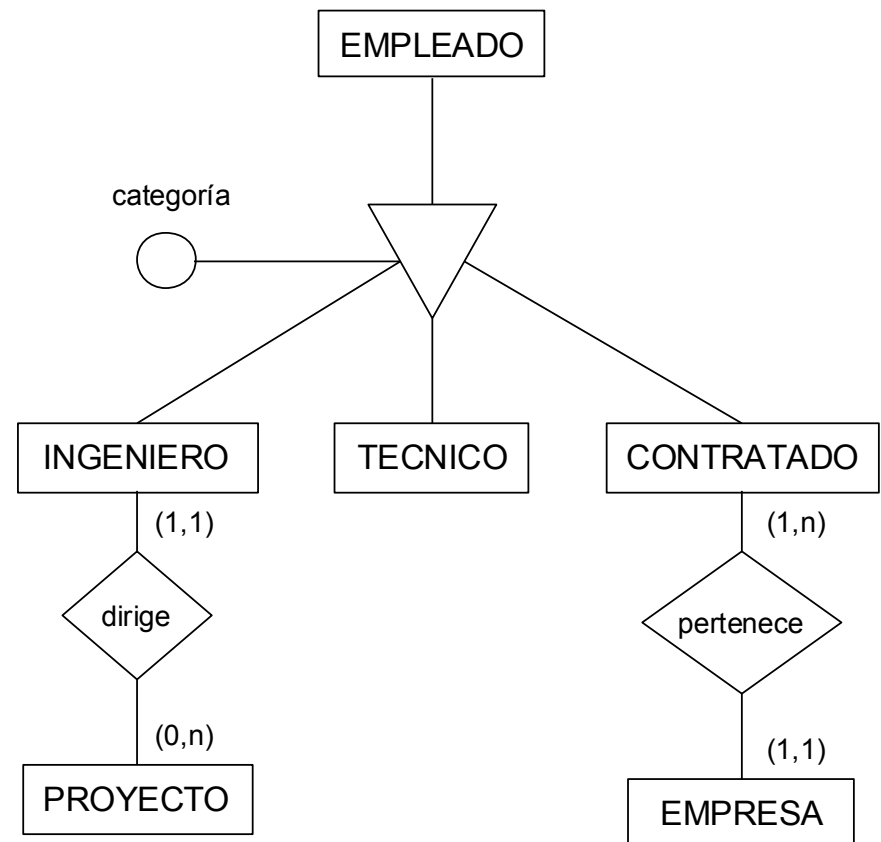 EMPLEADO
categoría
INGENIERO
TECNICO
CONTRATADO
(1,1)
(1,n)
dirige
pertenece
(0,n)
(1,1)
PROYECTO
EMPRESA